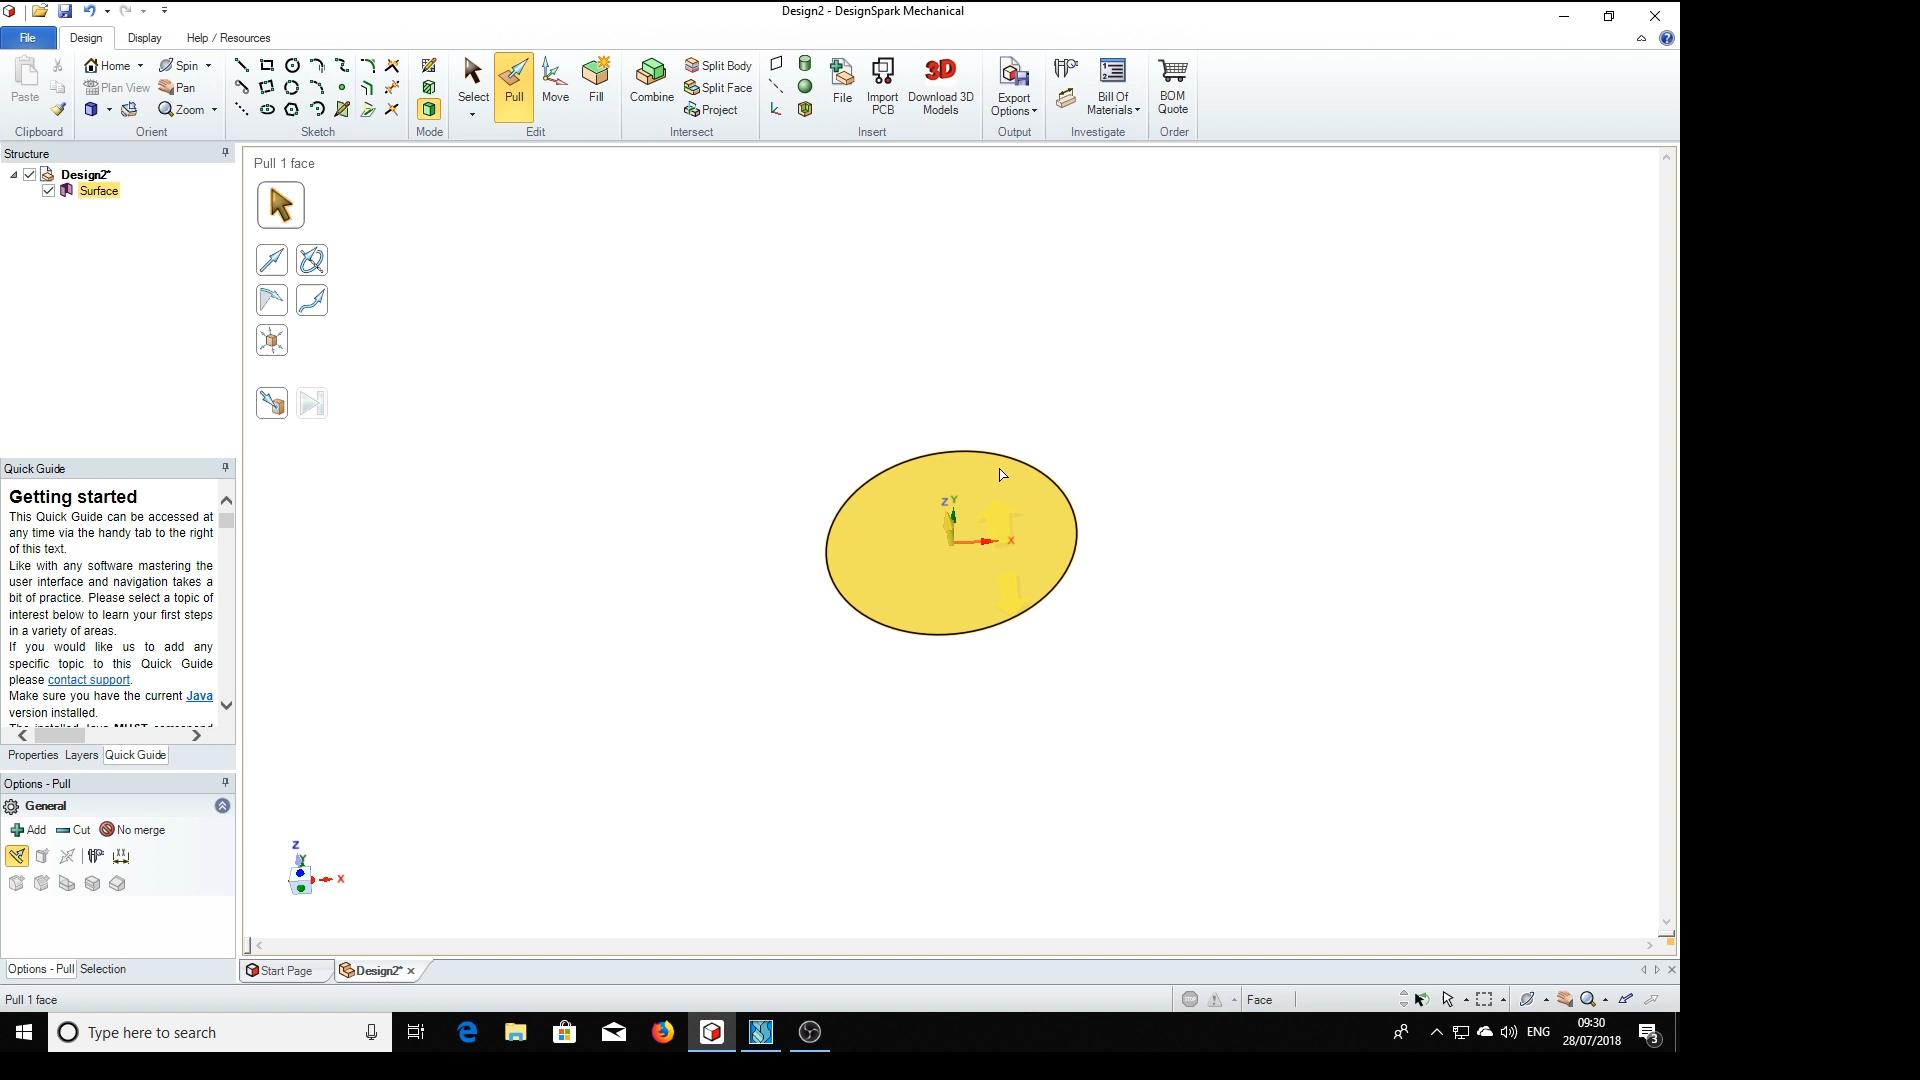 Design2 - DesignSpark Mechanical
File Design Display Help / Resources
Paste
Clipboard
Home Spin
Plan View Pan
Zoom
Orient
Sketch
Mode
Select Pull Move Fill
Edit
Combine
Split Body
Split Face
Project
Intersect
File
Import PCB
3D
Download 3D Models
Insert
Export Options
Output
Bill Of Materials
Investigate
BOM Quote
Order
Structure
Design2*
Surface
Pull 1 face
Z Y
X
Quick Guide
Getting started
This Quick Guide can be accessed at
any time via the handy tab to the right
of this text.
Like with any software mastering the
user interface and navigation takes a
bit of practice. Please select a topic of
interest below to learn your first steps
in a variety of areas.
If you would like us to add any
specific topic to this Quick Guide
please contact support.
Make sure you have the current Java
version installed.
Properties Layers Quick Guide
Options - Pull
General
Add Cut No merge
Options - Pull Selection
Z
Y
X
Start Page Design2*
Pull 1 face
Face
Type here to search
ENG
09:30
28/07/2018
3